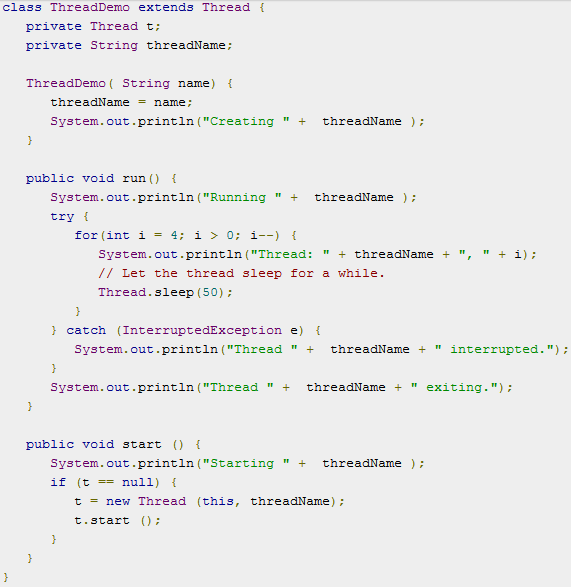 class ThreadDemo extends Thread {
   private Thread t;
   private String threadName;

   ThreadDemo( String name) {
      threadName = name;
      System.out.println("Creating " +  threadName );
   }

   public void run() {
      System.out.println("Running " +  threadName );
      try {
         for(int i = 4; i > 0; i--) {
            System.out.println("Thread: " + threadName + ", " + i);
            // Let the thread sleep for a while.
            Thread.sleep(50);
         }
      } catch (InterruptedException e) {
         System.out.println("Thread " +  threadName + " interrupted.");
      }
      System.out.println("Thread " +  threadName + " exiting.");
   }

   public void start () {
      System.out.println("Starting " +  threadName );
      if (t == null) {
         t = new Thread (this, threadName);
         t.start ();
      }
   }
}